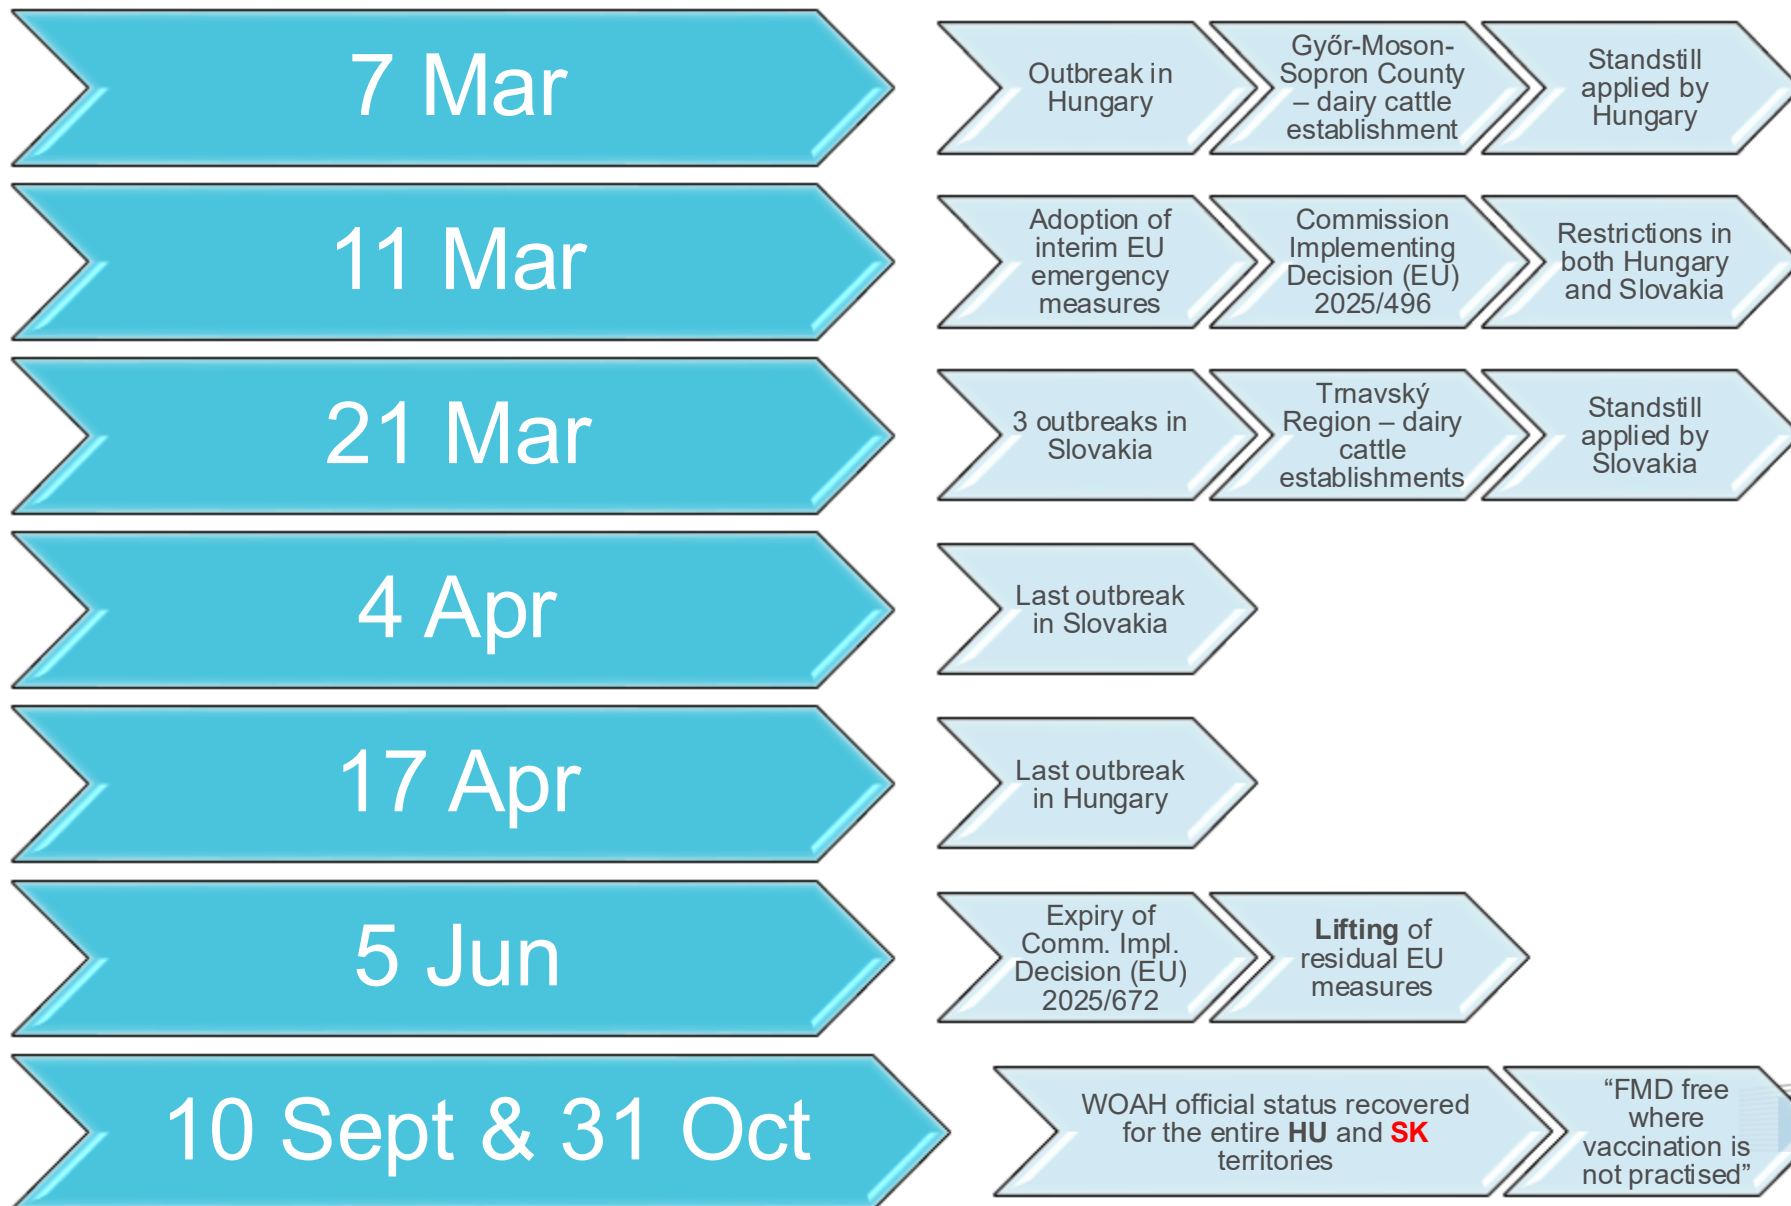 7 Mar
Outbreak in
Hungary
Győr-Moson-
Sopron County
– dairy cattle
establishment
Standstill
applied by
Hungary
11 Mar
Adoption of
interim EU
emergency
measures
Commission
Implementing
Decision (EU)
2025/496
Restrictions in
both Hungary
and Slovakia
21 Mar
3 outbreaks in
Slovakia
Trnavský
Region – dairy
cattle
establishments
Standstill
applied by
Slovakia
4 Apr
Last outbreak
in Slovakia
17 Apr
Last outbreak
in Hungary
5 Jun
Expiry of
Comm. Impl.
Decision (EU)
2025/672
Lifting of
residual EU
measures
10 Sept & 31 Oct
WOAH official status recovered
for the entire HU and SK
territories
“FMD free
where
vaccination is
not practised”